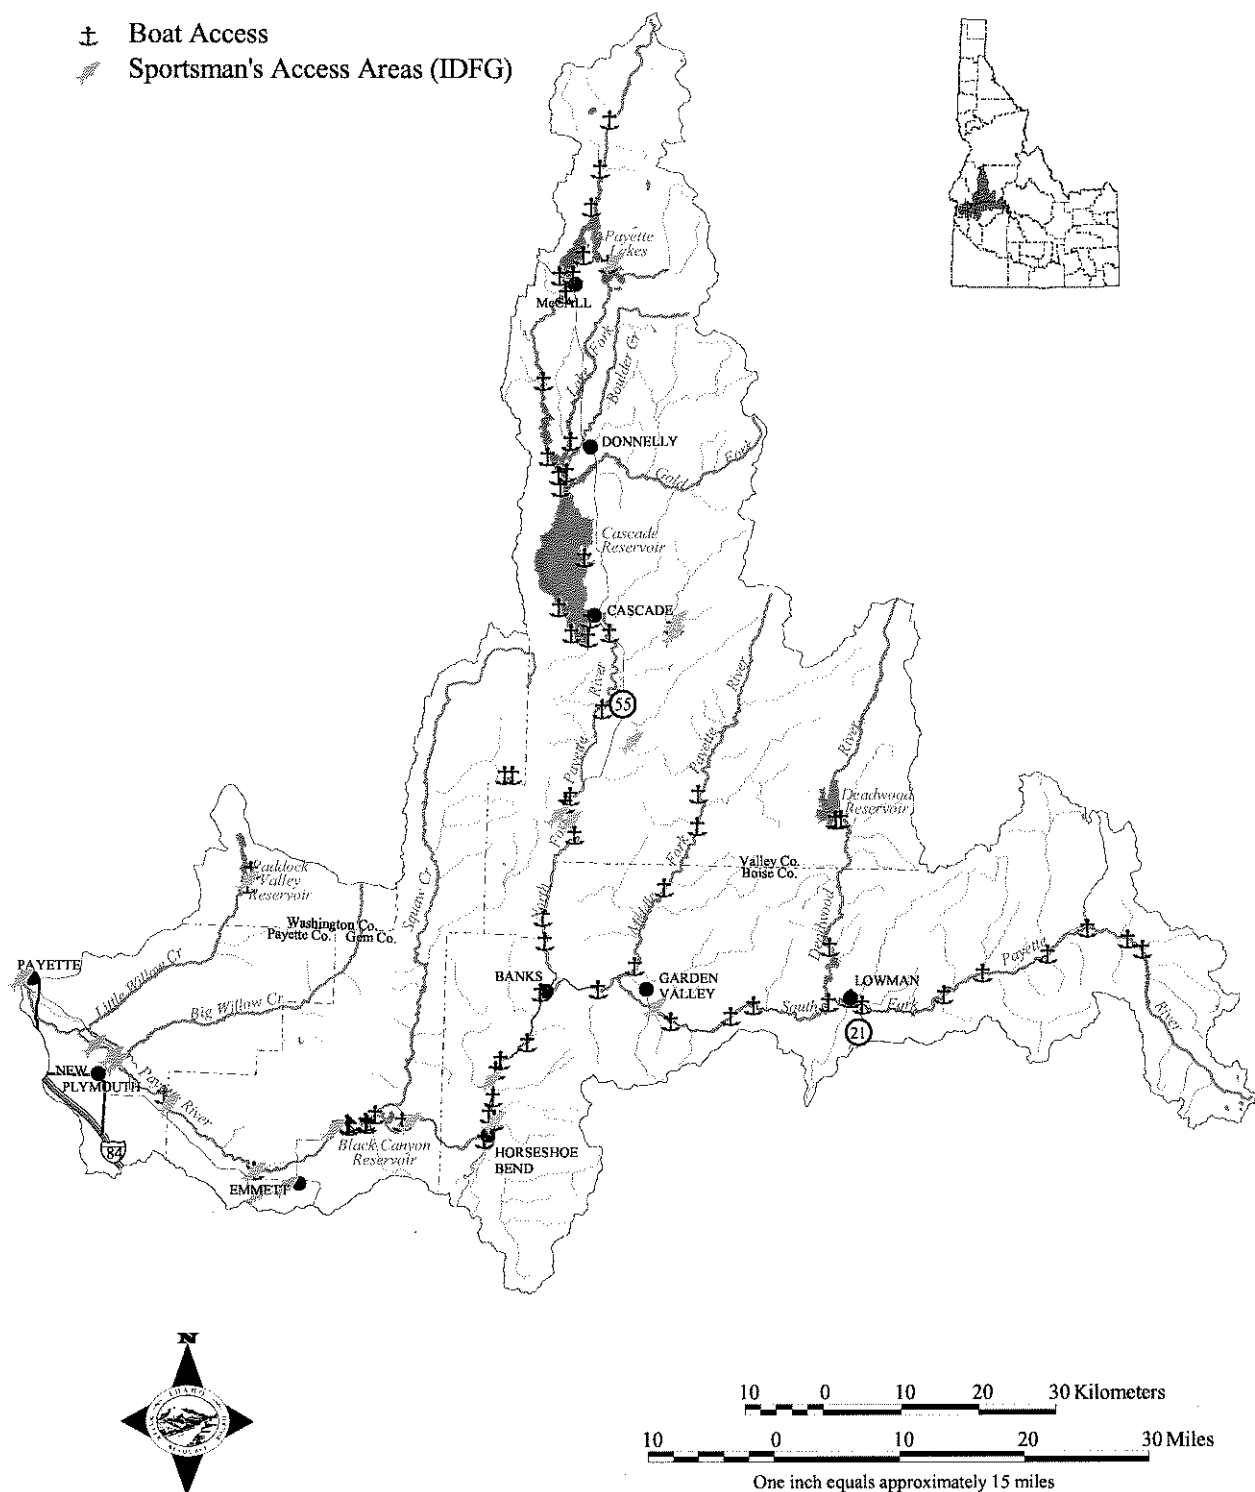 Boat Access
Sportsman's Access Areas (IDFG)
Payette
Lakes
McCALL
Lake Fork
Boulder Cr
DONNELLY
Gold Fork
Cascade
Reservoir
CASCADE
River
55
Payette
Fork
North
River
Payette
Fork
Middle
River
Deadwood
Reservoir
Valley Co.
Boise Co.
Deadwood
Paddock
Valley
Reservoir
Squaw Cr
Washington Co.
Payette Co.
Gem Co.
PAYETTE
Little Willow Cr
Big Willow Cr
BANKS
GARDEN
VALLEY
LOWMAN
South
Fork
Payette
River
21
NEW
PLYMOUTH
Payette River
84
Black Canyon
Reservoir
HORSESHOE
BEND
EMMETT
N
IDAHO
10 0 10 20 30 Kilometers
10 0 10 20 30 Miles
One inch equals approximately 15 miles